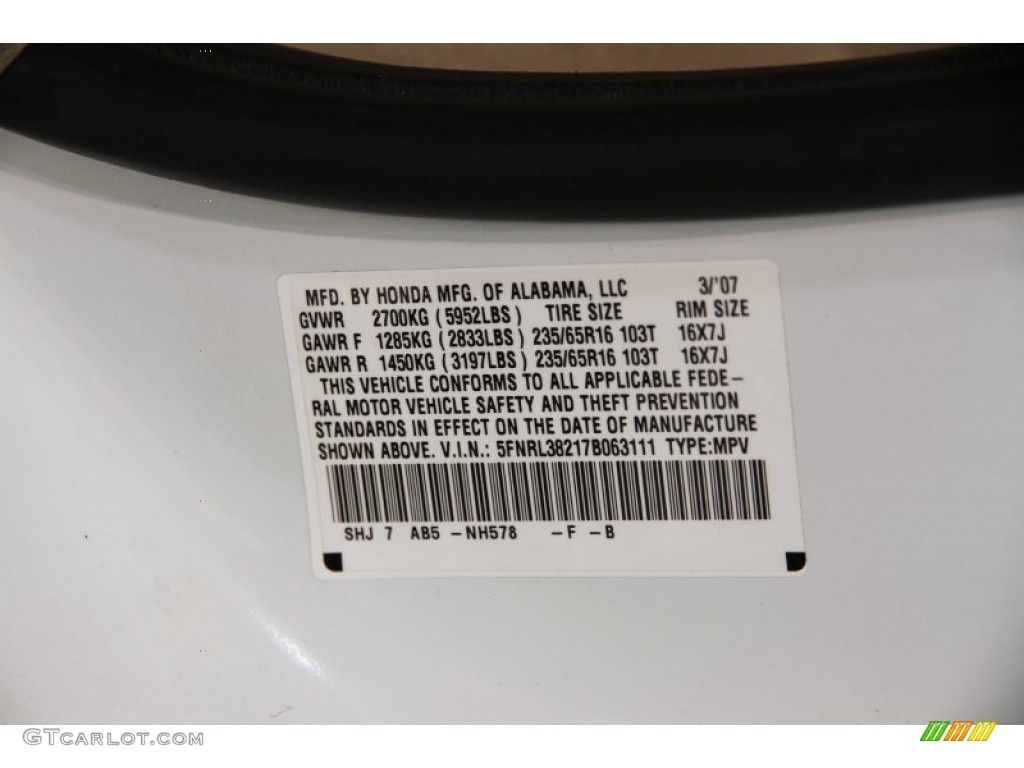 MFD. BY HONDA MFG. OF ALABAMA, LLC 3/'07
GVWR 2700KG (5952LBS) TIRE SIZE RIM SIZE
GAWR F 1285KG (2833LBS) 235/65R16 103T 16X7J
GAWR R 1450KG (3197LBS) 235/65R16 103T 16X7J
THIS VEHICLE CONFORMS TO ALL APPLICABLE FEDE-
RAL MOTOR VEHICLE SAFETY AND THEFT PREVENTION
STANDARDS IN EFFECT ON THE DATE OF MANUFACTURE
SHOWN ABOVE. V.I.N.: 5FNRL38217B063111 TYPE:MPV
SHJ 7 AB5 -NH578 -F -B
GTCARLOT.COM